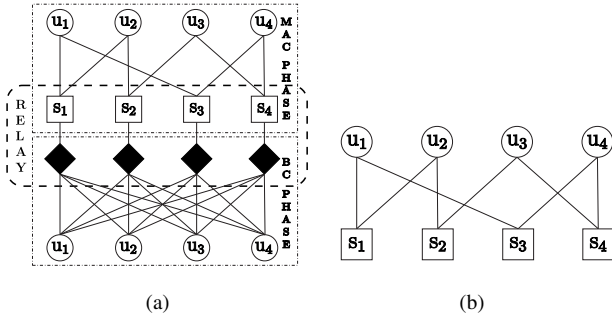 u1 u2 u3 u4
MAC PHASE
s1 s2 s3 s4
RELAY
BC PHASE
u1 u2 u3 u4
(a)
u1 u2 u3 u4
s1 s2 s3 s4
(b)